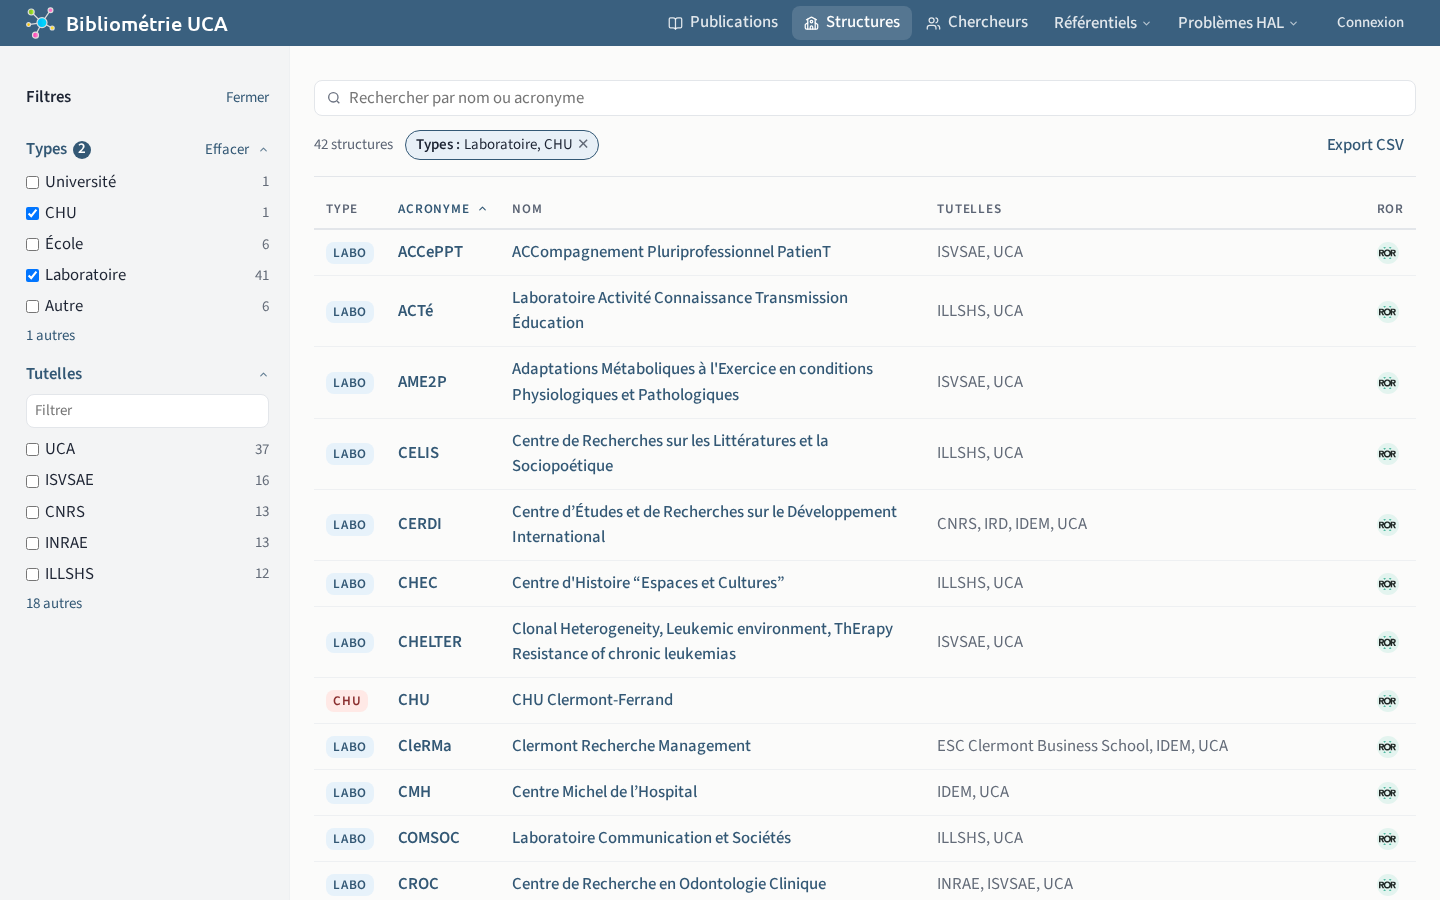 Bibliométrie UCA
Publications
Structures
Chercheurs
Référentiels
Problèmes HAL
Connexion
Filtres
Fermer
Types 2
Effacer
Université 1
CHU 1
École 6
Laboratoire 41
Autre 6
1 autres
Tutelles
Filtrer
UCA 37
ISVSAE 16
CNRS 13
INRAE 13
ILLSHS 12
18 autres
Rechercher par nom ou acronyme
42 structures
Types : Laboratoire, CHU ✕
Export CSV
TYPE ACRONYME NOM TUTELLES ROR
LABO ACCePPT ACCompagnement Pluriprofessionnel PatienT ISVSAE, UCA ROR
LABO ACTé Laboratoire Activité Connaissance Transmission
Éducation ILLSHS, UCA ROR
LABO AME2P Adaptations Métaboliques à l'Exercice en conditions
Physiologiques et Pathologiques ISVSAE, UCA ROR
LABO CELIS Centre de Recherches sur les Littératures et la
Sociopoétique ILLSHS, UCA ROR
LABO CERDI Centre d’Études et de Recherches sur le Développement
International CNRS, IRD, IDEM, UCA ROR
LABO CHEC Centre d'Histoire “Espaces et Cultures” ILLSHS, UCA ROR
LABO CHELTER Clonal Heterogeneity, Leukemic environment, ThErapy
Resistance of chronic leukemias ISVSAE, UCA ROR
CHU CHU CHU Clermont-Ferrand ROR
LABO CleRMa Clermont Recherche Management ESC Clermont Business School, IDEM, UCA ROR
LABO CMH Centre Michel de l’Hospital IDEM, UCA ROR
LABO COMSOC Laboratoire Communication et Sociétés ILLSHS, UCA ROR
LABO CROC Centre de Recherche en Odontologie Clinique INRAE, ISVSAE, UCA ROR